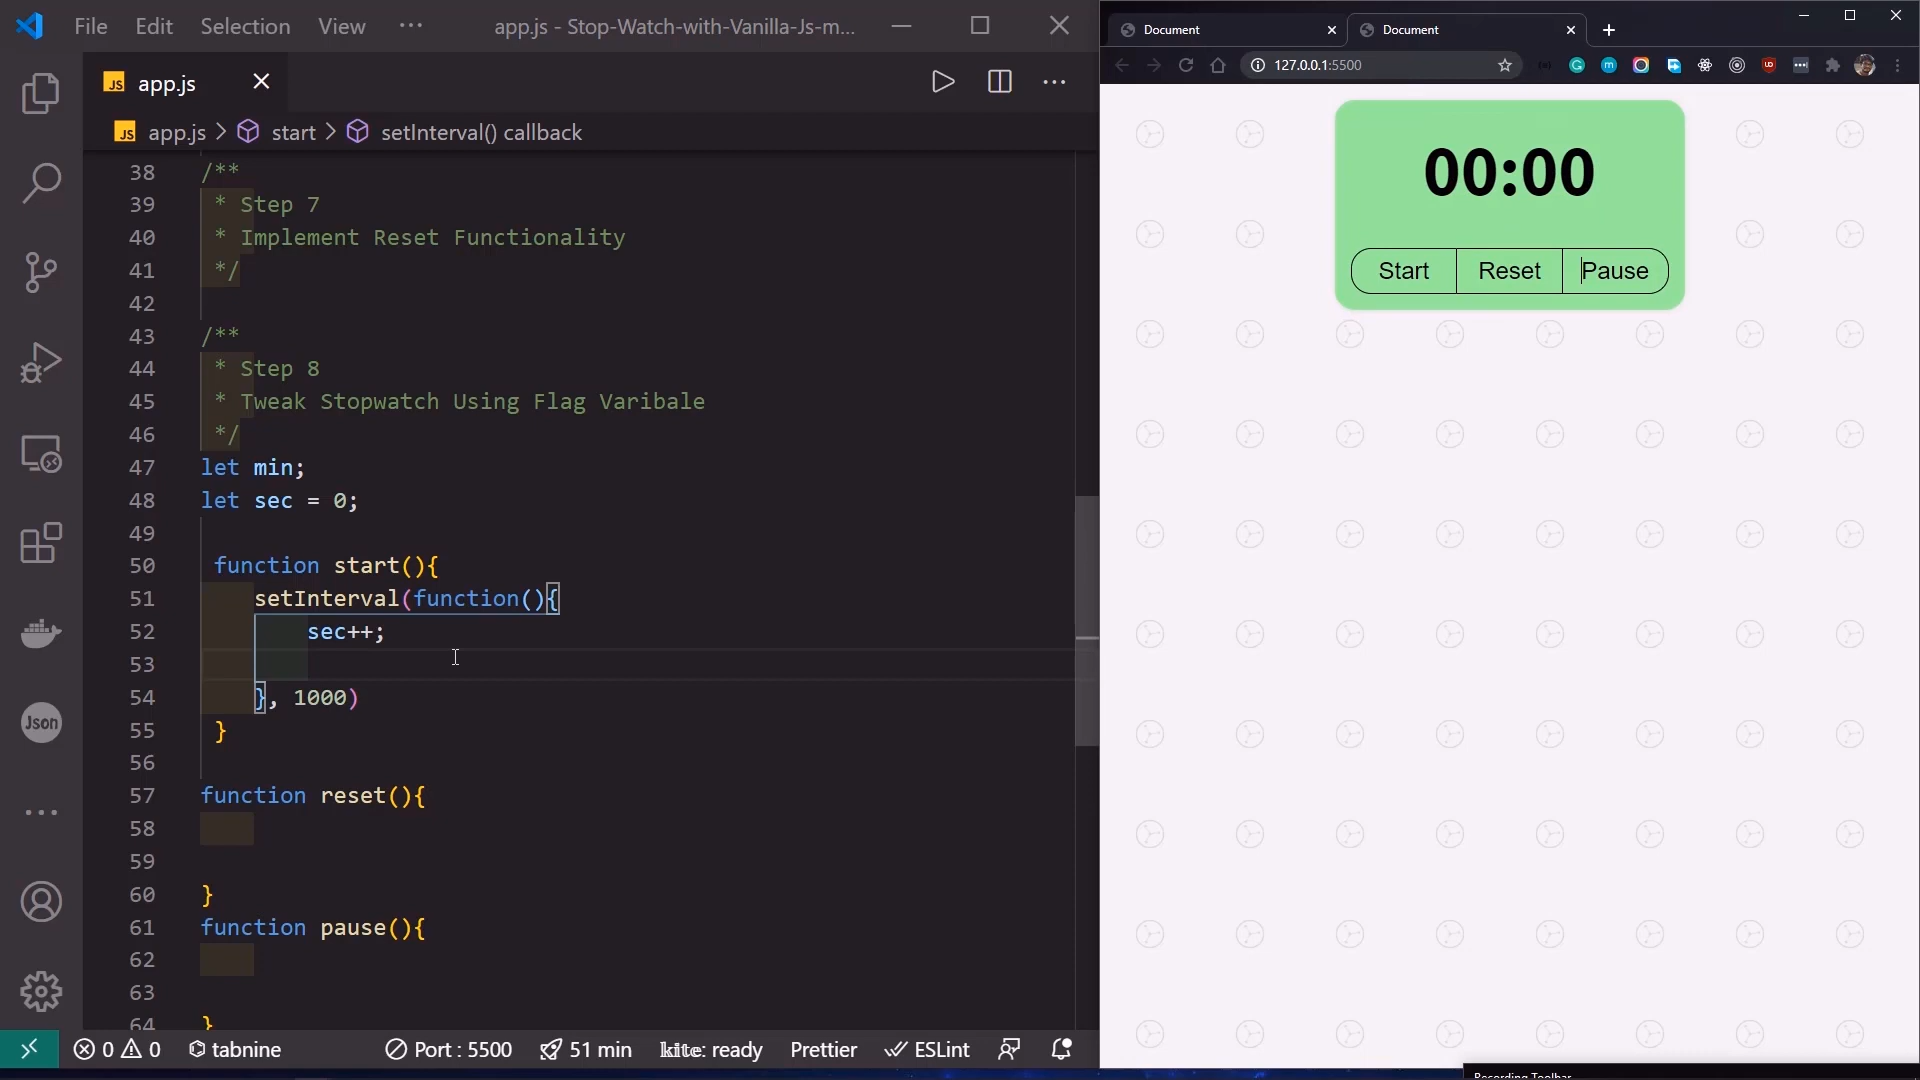 File Edit Selection View ··· app.js - Stop-Watch-with-Vanilla-Js-m...
JS app.js
JS app.js > start > setInterval() callback
38 /**
39 * Step 7
40 * Implement Reset Functionality
41 */
42
43 /**
44 * Step 8
45 * Tweak Stopwatch Using Flag Varibale
46 */
47 let min;
48 let sec = 0;
49
50 function start(){
51 setInterval(function(){
52 sec++;
53
54 }, 1000)
55 }
56
57 function reset(){
58
59
60 }
61 function pause(){
62
63
64 }
Json
0 0 tabnine Port : 5500 51 min kite: ready Prettier ESLint
Document Document
127.0.0.1:5500
00:00
Start Reset Pause
Recording Toolbar